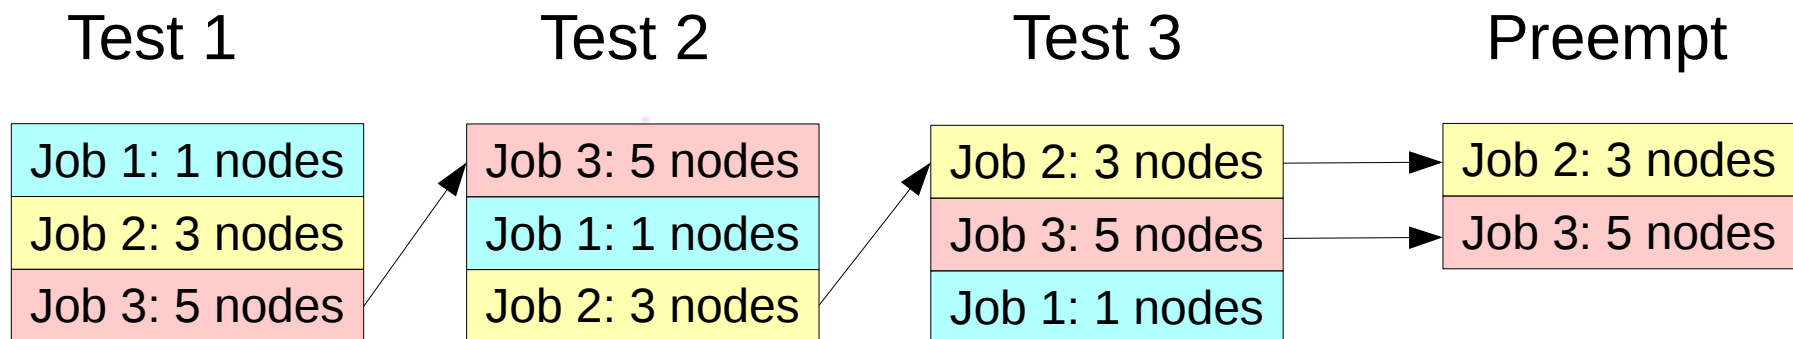 Test 1
Test 2
Test 3
Preempt
Job 1: 1 nodes
Job 2: 3 nodes
Job 3: 5 nodes
Job 3: 5 nodes
Job 1: 1 nodes
Job 2: 3 nodes
Job 2: 3 nodes
Job 3: 5 nodes
Job 1: 1 nodes
Job 2: 3 nodes
Job 3: 5 nodes